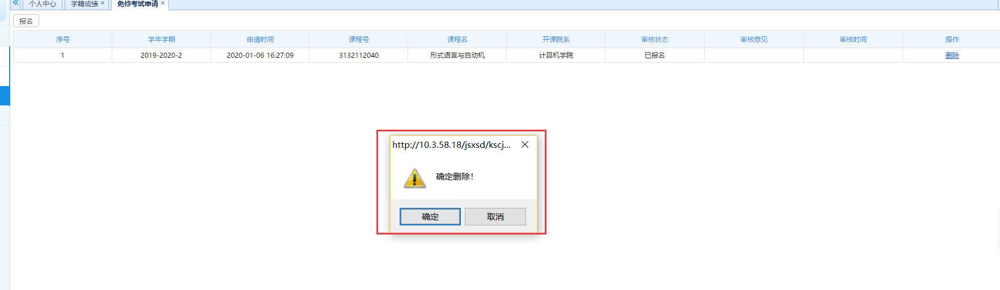 个人中心 学籍成绩 免修考试申请
报名
序号 学年学期 申请时间 课程号 课程名 开课院系 审核状态 审核意见 审核时间 操作
1 2019-2020-2 2020-01-06 16:27:09 3132112040 形式语言与自动机 计算机学院 已报名 删除
http://10.3.58.18/jsxsd/kscj...
确定删除!
确定 取消